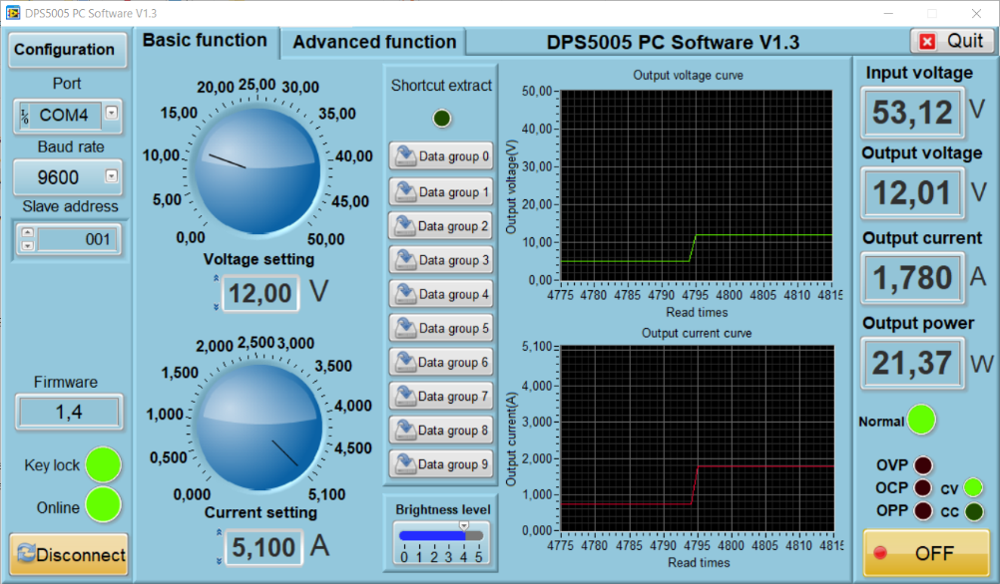 DPS5005 PC Software V1.3
Basic function
Advanced function
DPS5005 PC Software V1.3
Quit
Configuration
Port
COM4
Baud rate
9600
Slave address
001
Firmware
1,4
Key lock
Online
Disconnect
0,00 5,00 10,00 15,00 20,00 25,00 30,00 35,00 40,00 45,00 50,00
Voltage setting
12,00 V
0,000 0,500 1,000 1,500 2,000 2,500 3,000 3,500 4,000 4,500 5,100
Current setting
5,100 A
Shortcut extract
Data group 0
Data group 1
Data group 2
Data group 3
Data group 4
Data group 5
Data group 6
Data group 7
Data group 8
Data group 9
Brightness level
0 1 2 3 4 5
Output voltage curve
Output voltage(V)
50,00
40,00
30,00
20,00
10,00
0,00
4775 4780 4785 4790 4795 4800 4805 4810 4815
Read times
Output current curve
Output current(A)
5,100
4,000
3,000
2,000
1,000
0,000
4775 4780 4785 4790 4795 4800 4805 4810 4815
Read times
Input voltage
53,12 V
Output voltage
12,01 V
Output current
1,780 A
Output power
21,37 W
Normal
OVP
OCP CV
OPP CC
OFF